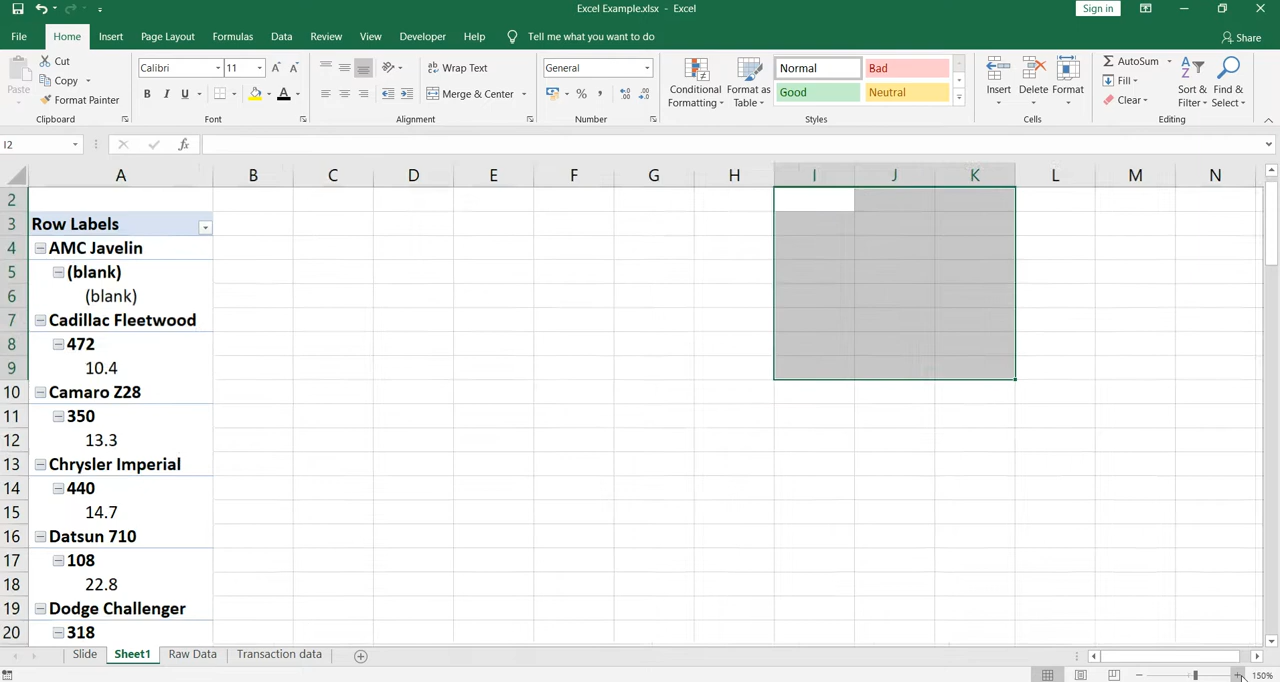 Excel Example.xlsx - Excel
Sign in
File Home Insert Page Layout Formulas Data Review View Developer Help Tell me what you want to do
Share
Paste
Cut
Copy
Format Painter
Clipboard
Calibri 11
A A
B I U A
Font
ab Wrap Text
Merge & Center
Alignment
General
% ,
Number
Conditional Formatting
Format as Table
Normal Bad
Good Neutral
Styles
Insert Delete Format
Cells
AutoSum
Fill
Clear
Sort & Filter
Find & Select
Editing
I2 fx
A B C D E F G H I J K L M N
2
3 Row Labels
4 AMC Javelin
5 (blank)
6 (blank)
7 Cadillac Fleetwood
8 472
9 10.4
10 Camaro Z28
11 350
12 13.3
13 Chrysler Imperial
14 440
15 14.7
16 Datsun 710
17 108
18 22.8
19 Dodge Challenger
20 318
Slide Sheet1 Raw Data Transaction data
150%